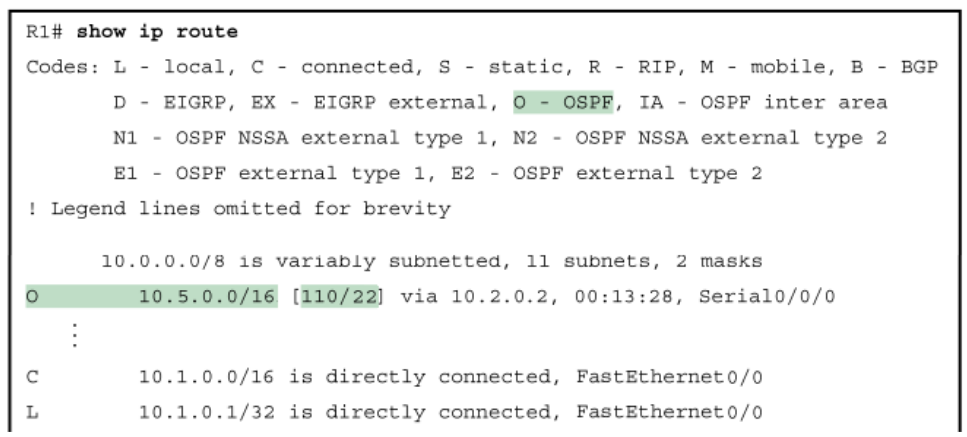 R1# show ip route
Codes: L - local, C - connected, S - static, R - RIP, M - mobile, B - BGP
D - EIGRP, EX - EIGRP external, O - OSPF, IA - OSPF inter area
N1 - OSPF NSSA external type 1, N2 - OSPF NSSA external type 2
E1 - OSPF external type 1, E2 - OSPF external type 2
! Legend lines omitted for brevity
10.0.0.0/8 is variably subnetted, 11 subnets, 2 masks
O 10.5.0.0/16 [110/22] via 10.2.0.2, 00:13:28, Serial0/0/0
⋮
C 10.1.0.0/16 is directly connected, FastEthernet0/0
L 10.1.0.1/32 is directly connected, FastEthernet0/0